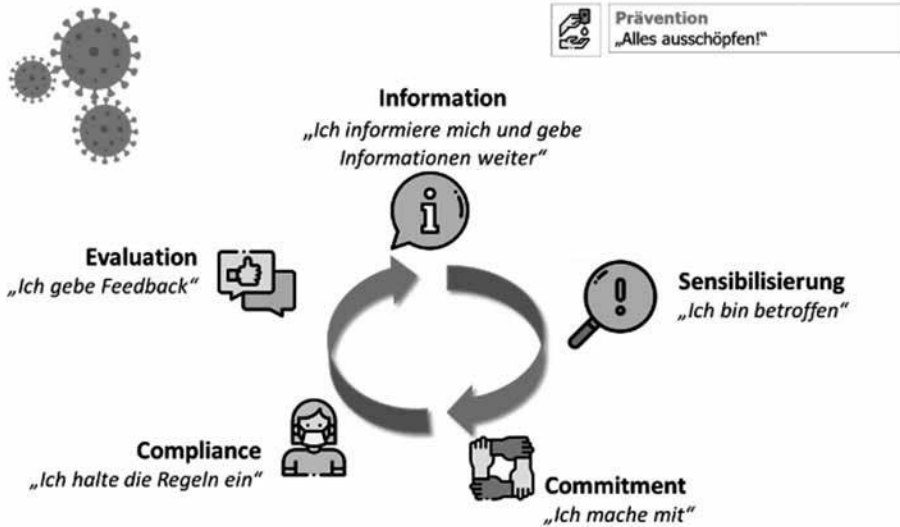 Prävention
„Alles ausschöpfen!“
Information
„Ich informiere mich und gebe
Informationen weiter“
Sensibilisierung
„Ich bin betroffen“
Commitment
„Ich mache mit“
Compliance
„Ich halte die Regeln ein“
Evaluation
„Ich gebe Feedback“